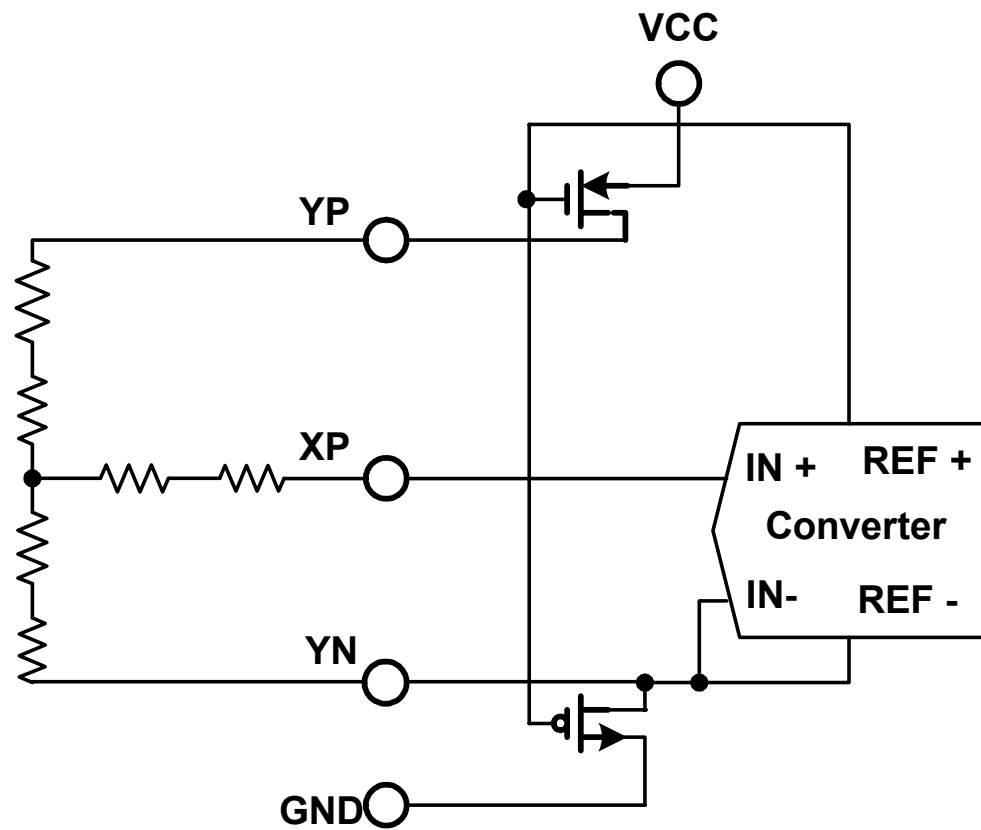 VCC
YP
XP
IN +
REF +
Converter
IN-
REF -
YN
GND